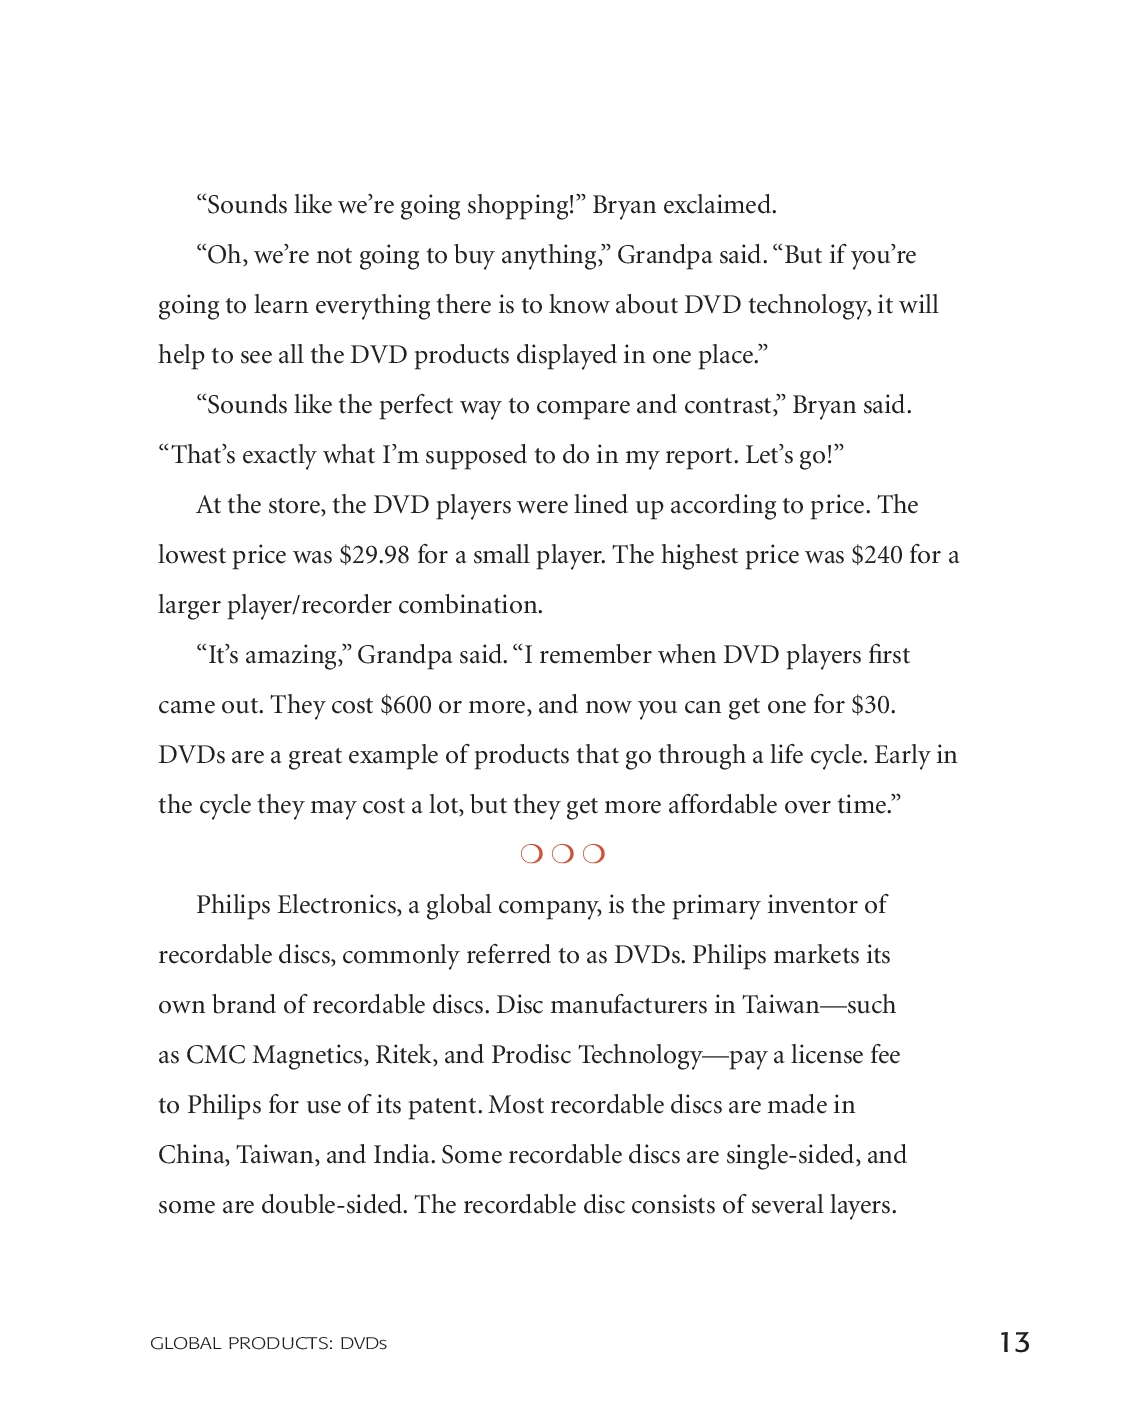 “Sounds like we’re going shopping!” Bryan exclaimed.
“Oh, we’re not going to buy anything,” Grandpa said. “But if you’re
going to learn everything there is to know about DVD technology, it will
help to see all the DVD products displayed in one place.”
“Sounds like the perfect way to compare and contrast,” Bryan said.
“That’s exactly what I’m supposed to do in my report. Let’s go!”
At the store, the DVD players were lined up according to price. The
lowest price was $29.98 for a small player. The highest price was $240 for a
larger player/recorder combination.
“It’s amazing,” Grandpa said. “I remember when DVD players first
came out. They cost $600 or more, and now you can get one for $30.
DVDs are a great example of products that go through a life cycle. Early in
the cycle they may cost a lot, but they get more affordable over time.”
❍ ❍ ❍
Philips Electronics, a global company, is the primary inventor of
recordable discs, commonly referred to as DVDs. Philips markets its
own brand of recordable discs. Disc manufacturers in Taiwan—such
as CMC Magnetics, Ritek, and Prodisc Technology—pay a license fee
to Philips for use of its patent. Most recordable discs are made in
China, Taiwan, and India. Some recordable discs are single-sided, and
some are double-sided. The recordable disc consists of several layers.
GLOBAL PRODUCTS: DVDs
13